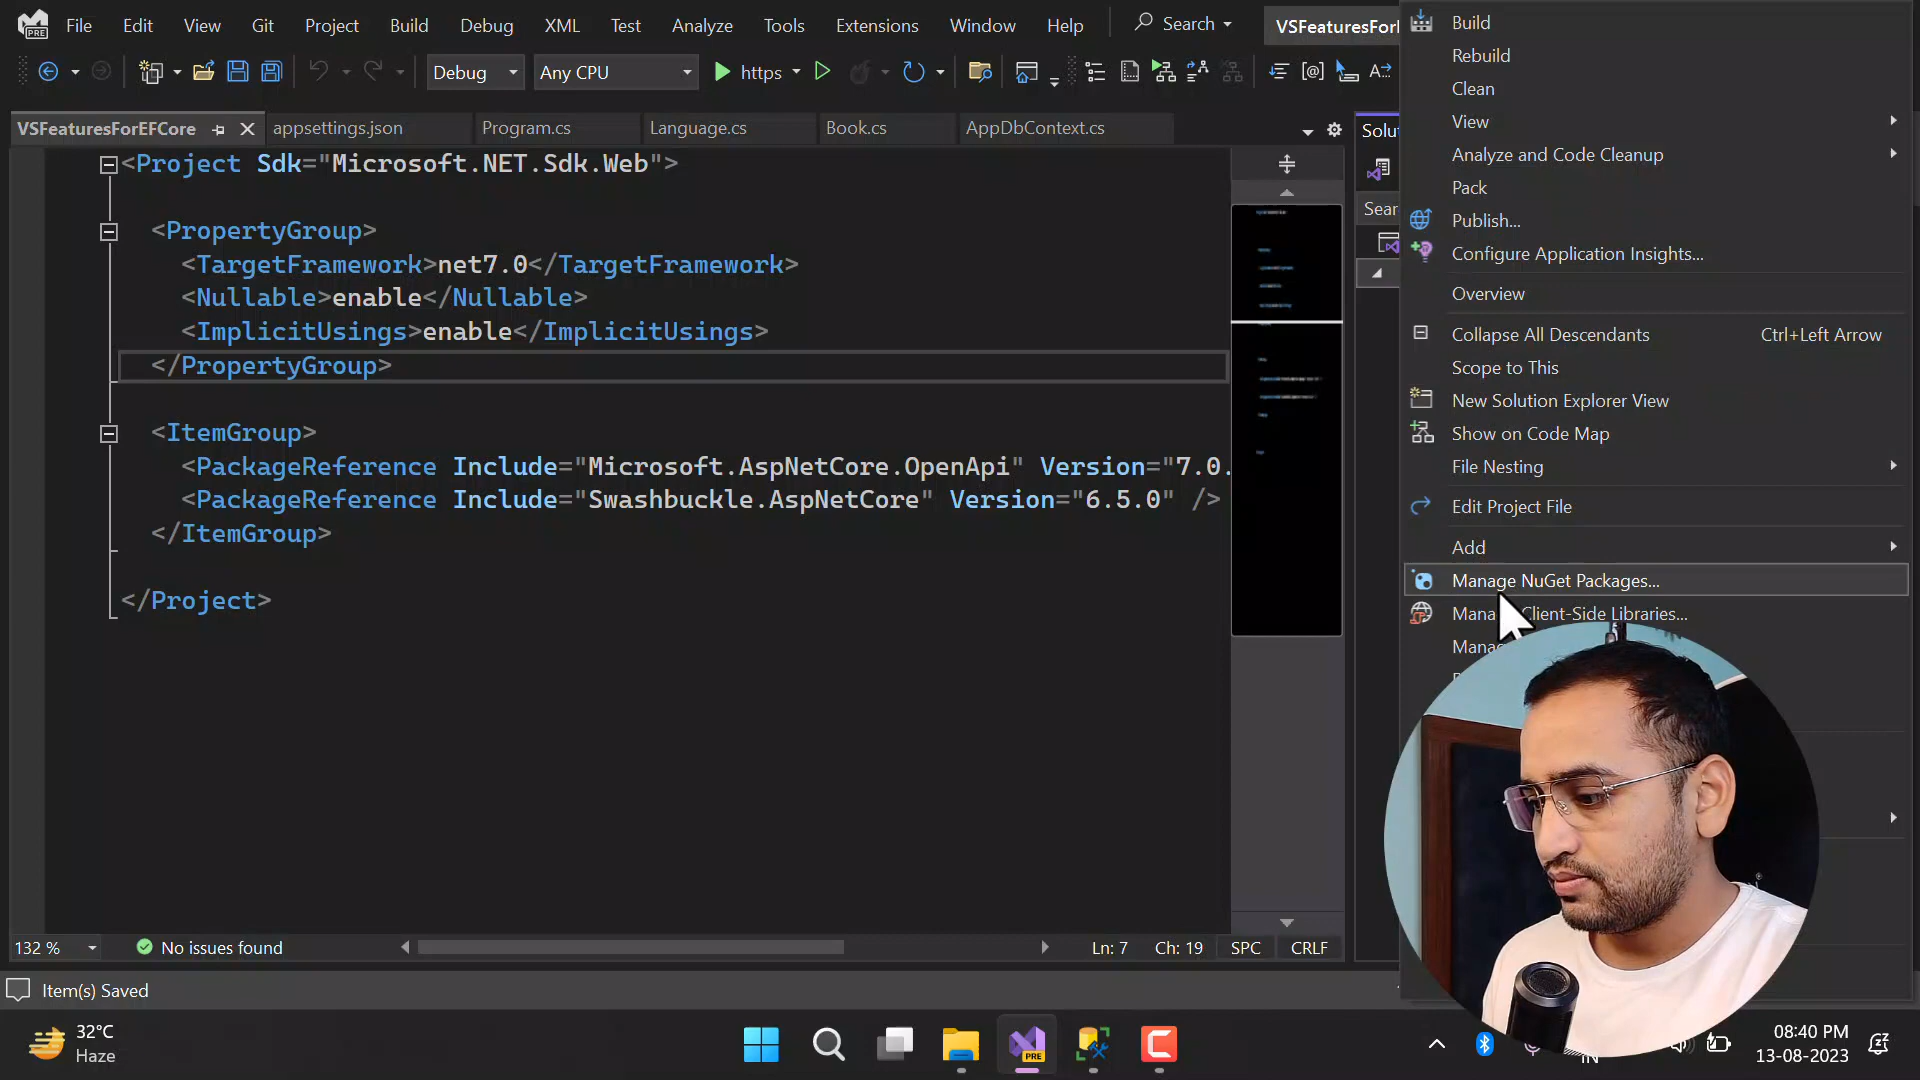 File Edit View Git Project Build Debug XML Test Analyze Tools Extensions Window Help Search VSFeaturesForE
PRE
Debug Any CPU https
VSFeaturesForEFCore appsettings.json Program.cs Language.cs Book.cs AppDbContext.cs
<Project Sdk="Microsoft.NET.Sdk.Web">
<PropertyGroup>
<TargetFramework>net7.0</TargetFramework>
<Nullable>enable</Nullable>
<ImplicitUsings>enable</ImplicitUsings>
</PropertyGroup>
<ItemGroup>
<PackageReference Include="Microsoft.AspNetCore.OpenApi" Version="7.0.
<PackageReference Include="Swashbuckle.AspNetCore" Version="6.5.0" />
</ItemGroup>
</Project>
132 % No issues found Ln: 7 Ch: 19 SPC CRLF
Item(s) Saved
Solut
Sear
Build
Rebuild
Clean
View
Analyze and Code Cleanup
Pack
Publish...
Configure Application Insights...
Overview
Collapse All Descendants Ctrl+Left Arrow
Scope to This
New Solution Explorer View
Show on Code Map
File Nesting
Edit Project File
Add
Manage NuGet Packages...
Mana Client-Side Libraries...
Mana
32°C
Haze
PRE
08:40 PM
13-08-2023